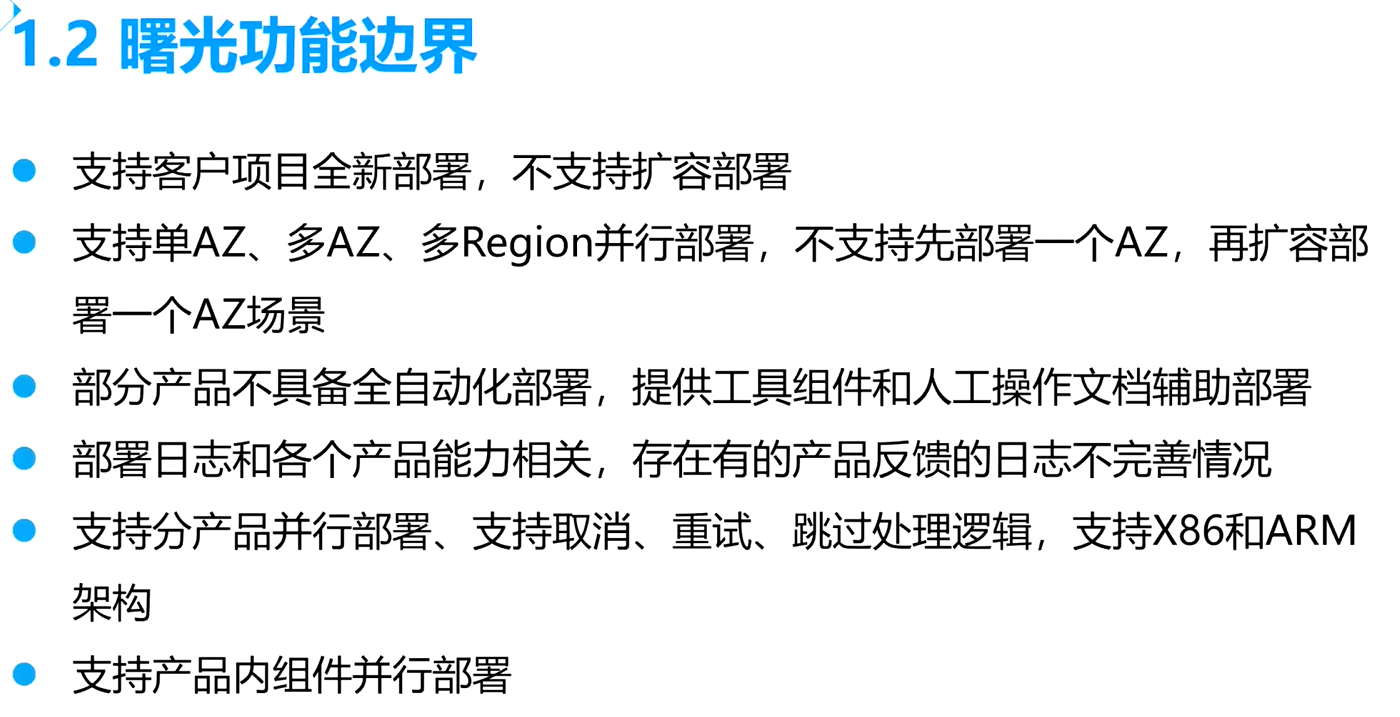 1.2 曙光功能边界
支持客户项目全新部署，不支持扩容部署
支持单AZ、多AZ、多Region并行部署，不支持先部署一个AZ，再扩容部
署一个AZ场景
部分产品不具备全自动化部署，提供工具组件和人工操作文档辅助部署
部署日志和各个产品能力相关，存在有的产品反馈的日志不完善情况
支持分产品并行部署、支持取消、重试、跳过处理逻辑，支持X86和ARM
架构
支持产品内组件并行部署